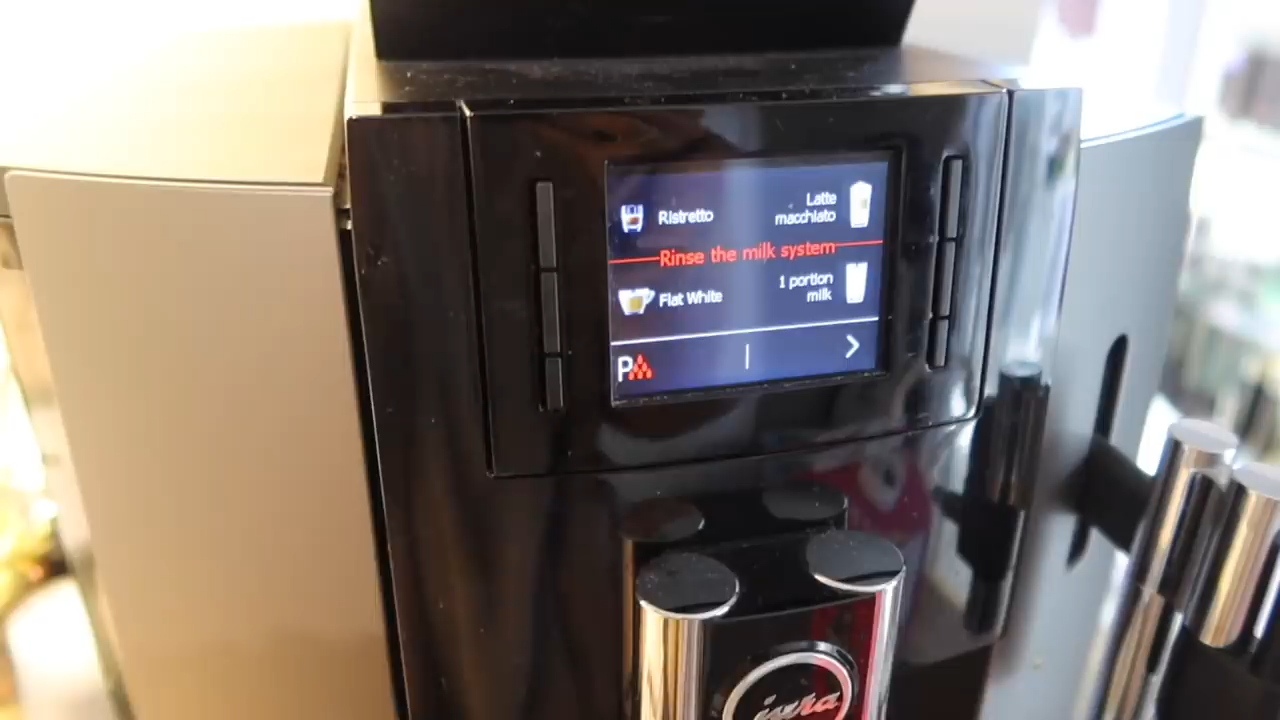 Ristretto
Latte
macchiato
Rinse the milk system
Flat White
1 portion
milk
P
jura